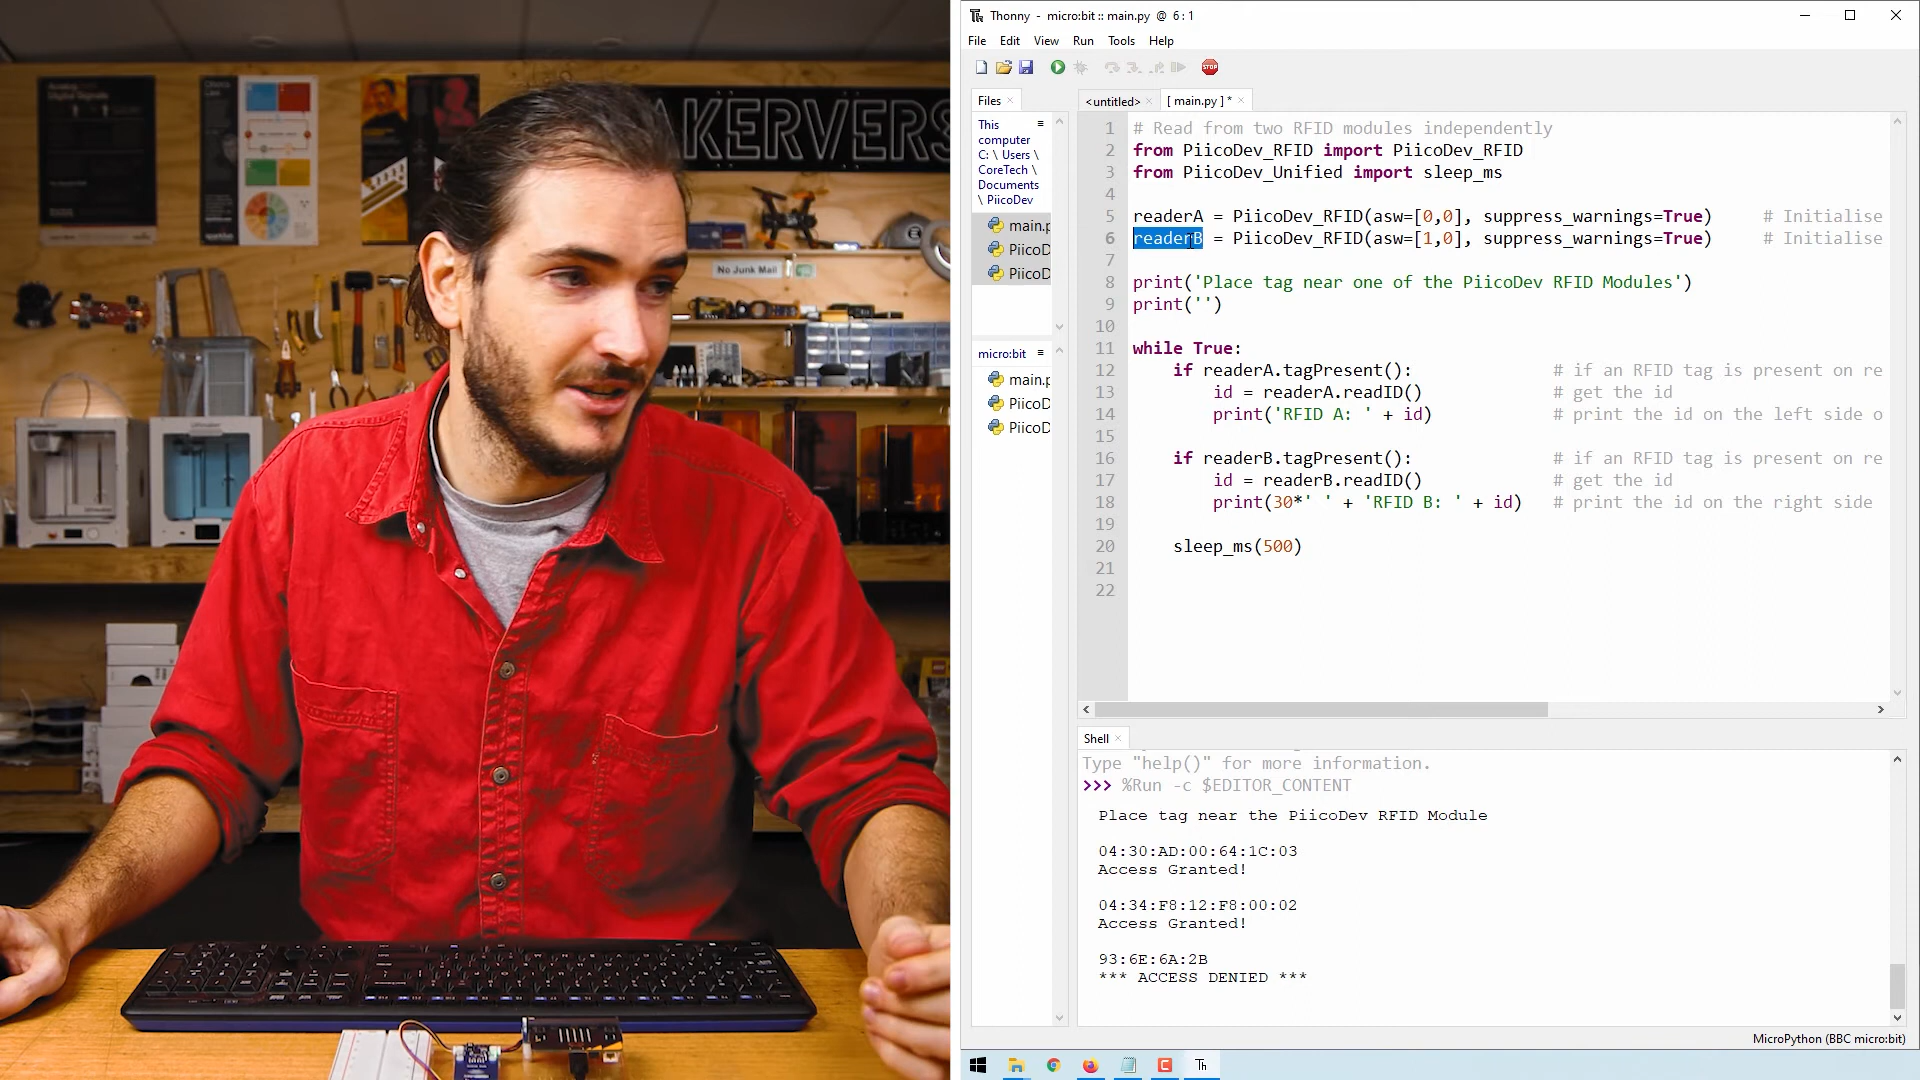 AKERVERS
No Junk Mail
Thonny - micro:bit :: main.py @ 6 : 1
File Edit View Run Tools Help
STOP
Files
This
computer
C: \ Users \
CoreTech \
Documents
\ PiicoDev
main.p
PiicoD
PiicoD
micro:bit
main.p
PiicoD
PiicoD
<untitled> [ main.py ] *
1 # Read from two RFID modules independently
2 from PiicoDev_RFID import PiicoDev_RFID
3 from PiicoDev_Unified import sleep_ms
4
5 readerA = PiicoDev_RFID(asw=[0,0], suppress_warnings=True) # Initialise
6 readerB = PiicoDev_RFID(asw=[1,0], suppress_warnings=True) # Initialise
7
8 print('Place tag near one of the PiicoDev RFID Modules')
9 print('')
10
11 while True:
12 if readerA.tagPresent(): # if an RFID tag is present on re
13 id = readerA.readID() # get the id
14 print('RFID A: ' + id) # print the id on the left side o
15
16 if readerB.tagPresent(): # if an RFID tag is present on re
17 id = readerB.readID() # get the id
18 print(30*' ' + 'RFID B: ' + id) # print the id on the right side
19
20 sleep_ms(500)
21
22
Shell
Type "help()" for more information.
>>> %Run -c $EDITOR_CONTENT
Place tag near the PiicoDev RFID Module
04:30:AD:00:64:1C:03
Access Granted!
04:34:F8:12:F8:00:02
Access Granted!
93:6E:6A:2B
*** ACCESS DENIED ***
MicroPython (BBC micro:bit)
Th